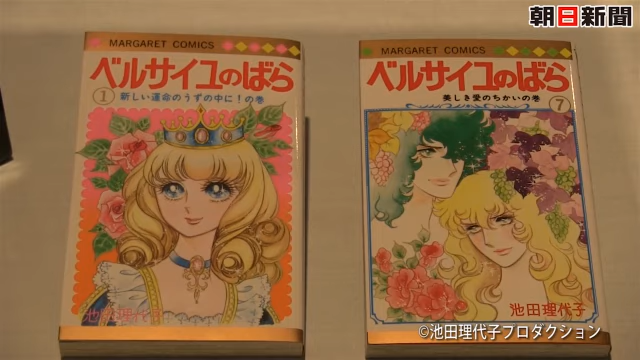 朝日新聞
MARGARET COMICS
ベルサイユのばら
1 新しい運命のうずの中に!の巻
MARGARET COMICS
ベルサイユのばら
美しき愛のちかいの巻 7
池田理代子
©池田理代子プロダクション